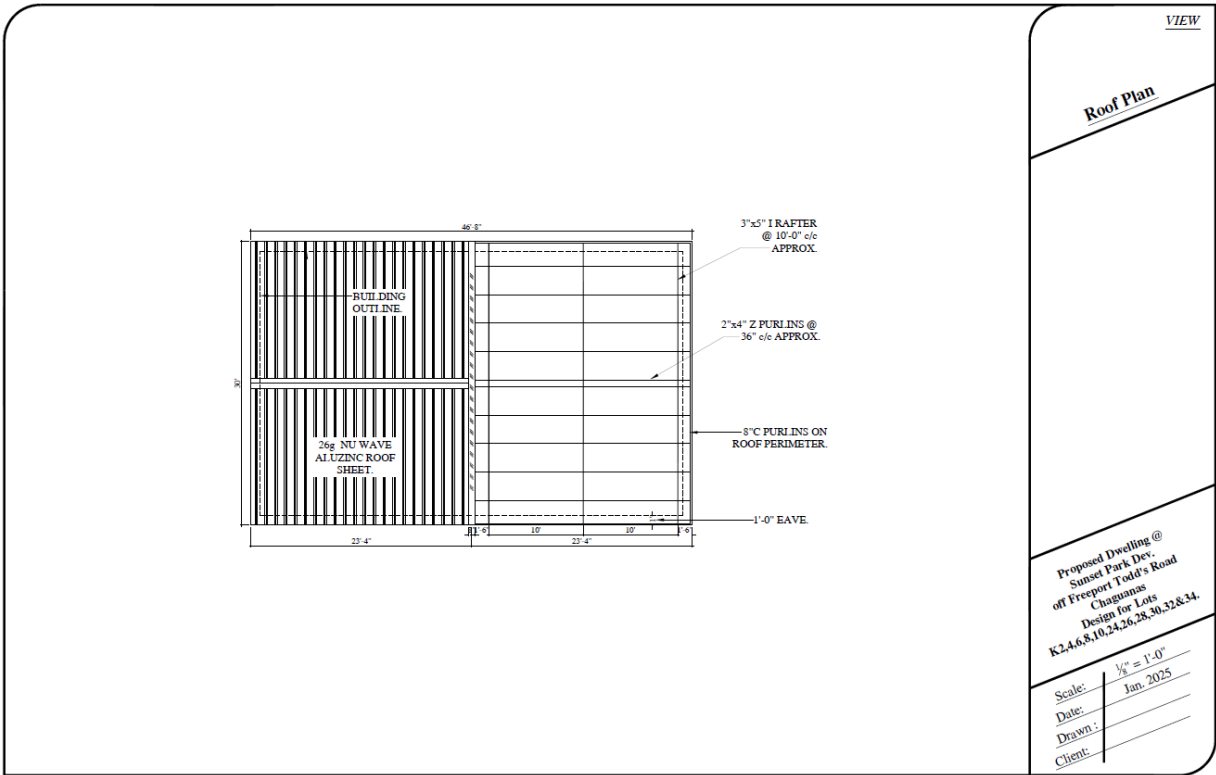 VIEW
Roof Plan
46'-8"
3"x5" I RAFTER
@ 10'-0" c/c
APPROX.
BUILDING
OUTLINE.
2"x4" Z PURLINS @
36" c/c APPROX.
30'
26g NU WAVE
ALUZINC ROOF
SHEET.
8"C PURLINS ON
ROOF PERIMETER.
1'-0" EAVE.
1'-6" 10' 10' 1'-6"
23'-4" 23'-4"
Proposed Dwelling @
Sunset Park Dev.
off Freeport Todd's Road
Chaguanas
Design for Lots
K2,4,6,8,10,24,26,28,30,32&34.
Scale: ⅛" = 1'-0"
Date: Jan. 2025
Drawn :
Client: